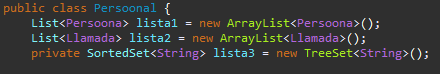 public class Persoonal {
List<Persoona> lista1 = new ArrayList<Persoona>();
List<Llamada> lista2 = new ArrayList<Llamada>();
private SortedSet<String> lista3 = new TreeSet<String>();